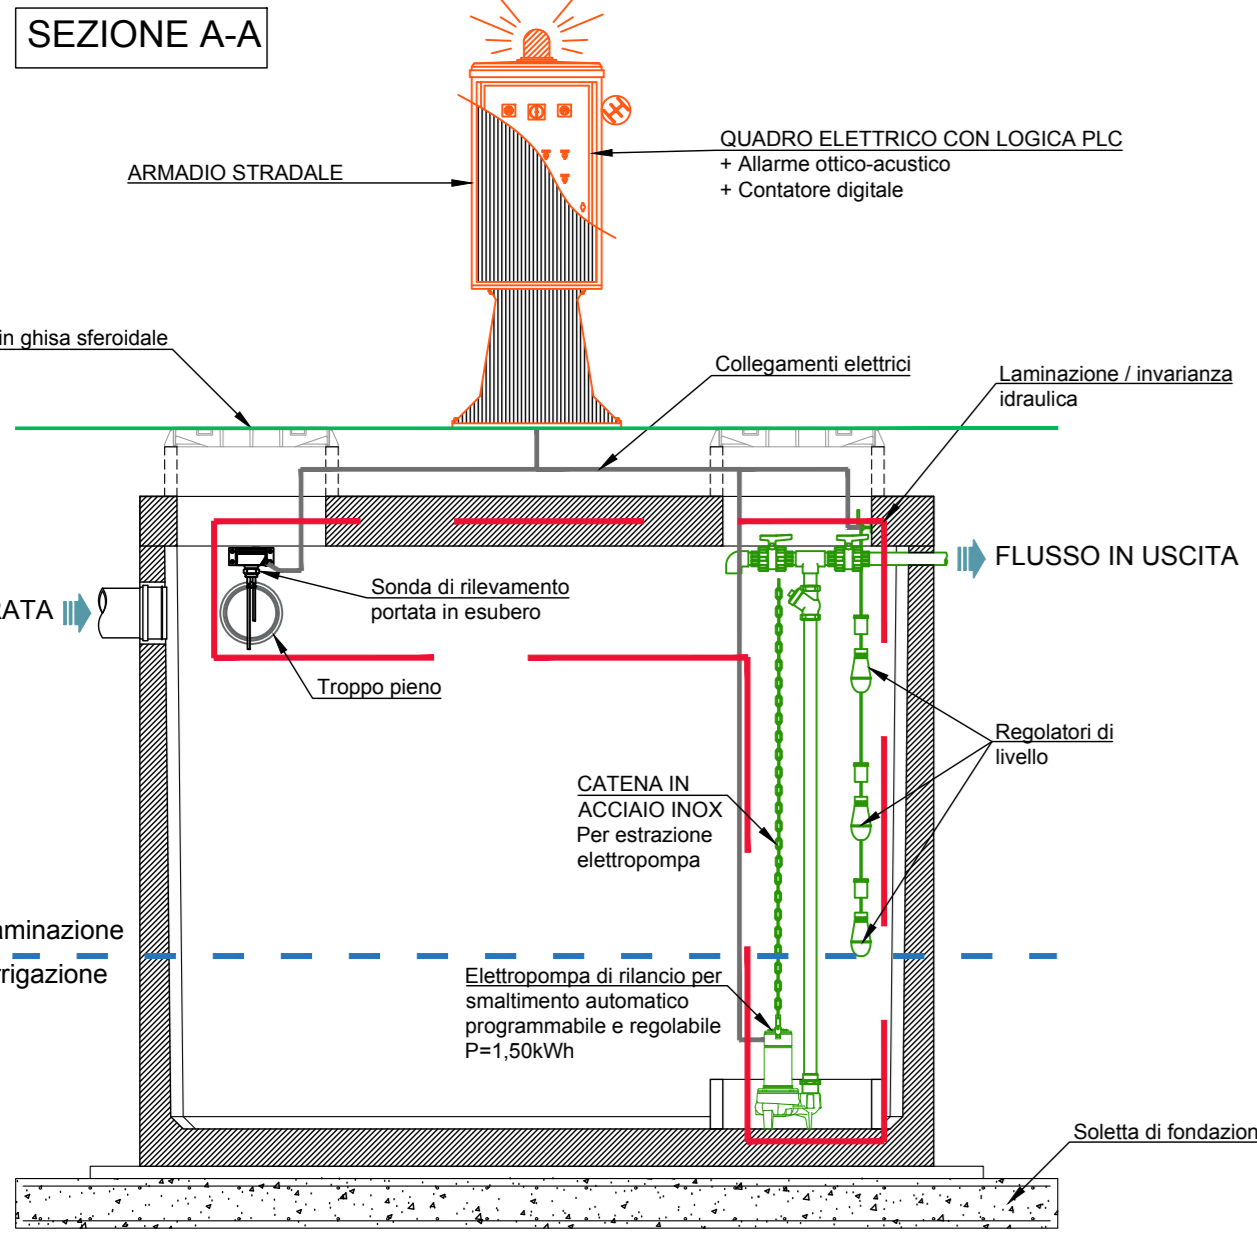 SEZIONE A-A
QUADRO ELETTRICO CON LOGICA PLC
+ Allarme ottico-acustico
+ Contatore digitale
ARMADIO STRADALE
in ghisa sferoidale
Collegamenti elettrici
Laminazione / invarianza
idraulica
FLUSSO IN USCITA
Sonda di rilevamento
portata in esubero
RATA
Troppo pieno
Regolatori di
livello
CATENA IN
ACCIAIO INOX
Per estrazione
elettropompa
aminazione
rrigazione
Elettropompa di rilancio per
smaltimento automatico
programmabile e regolabile
P=1,50kWh
Soletta di fondazion